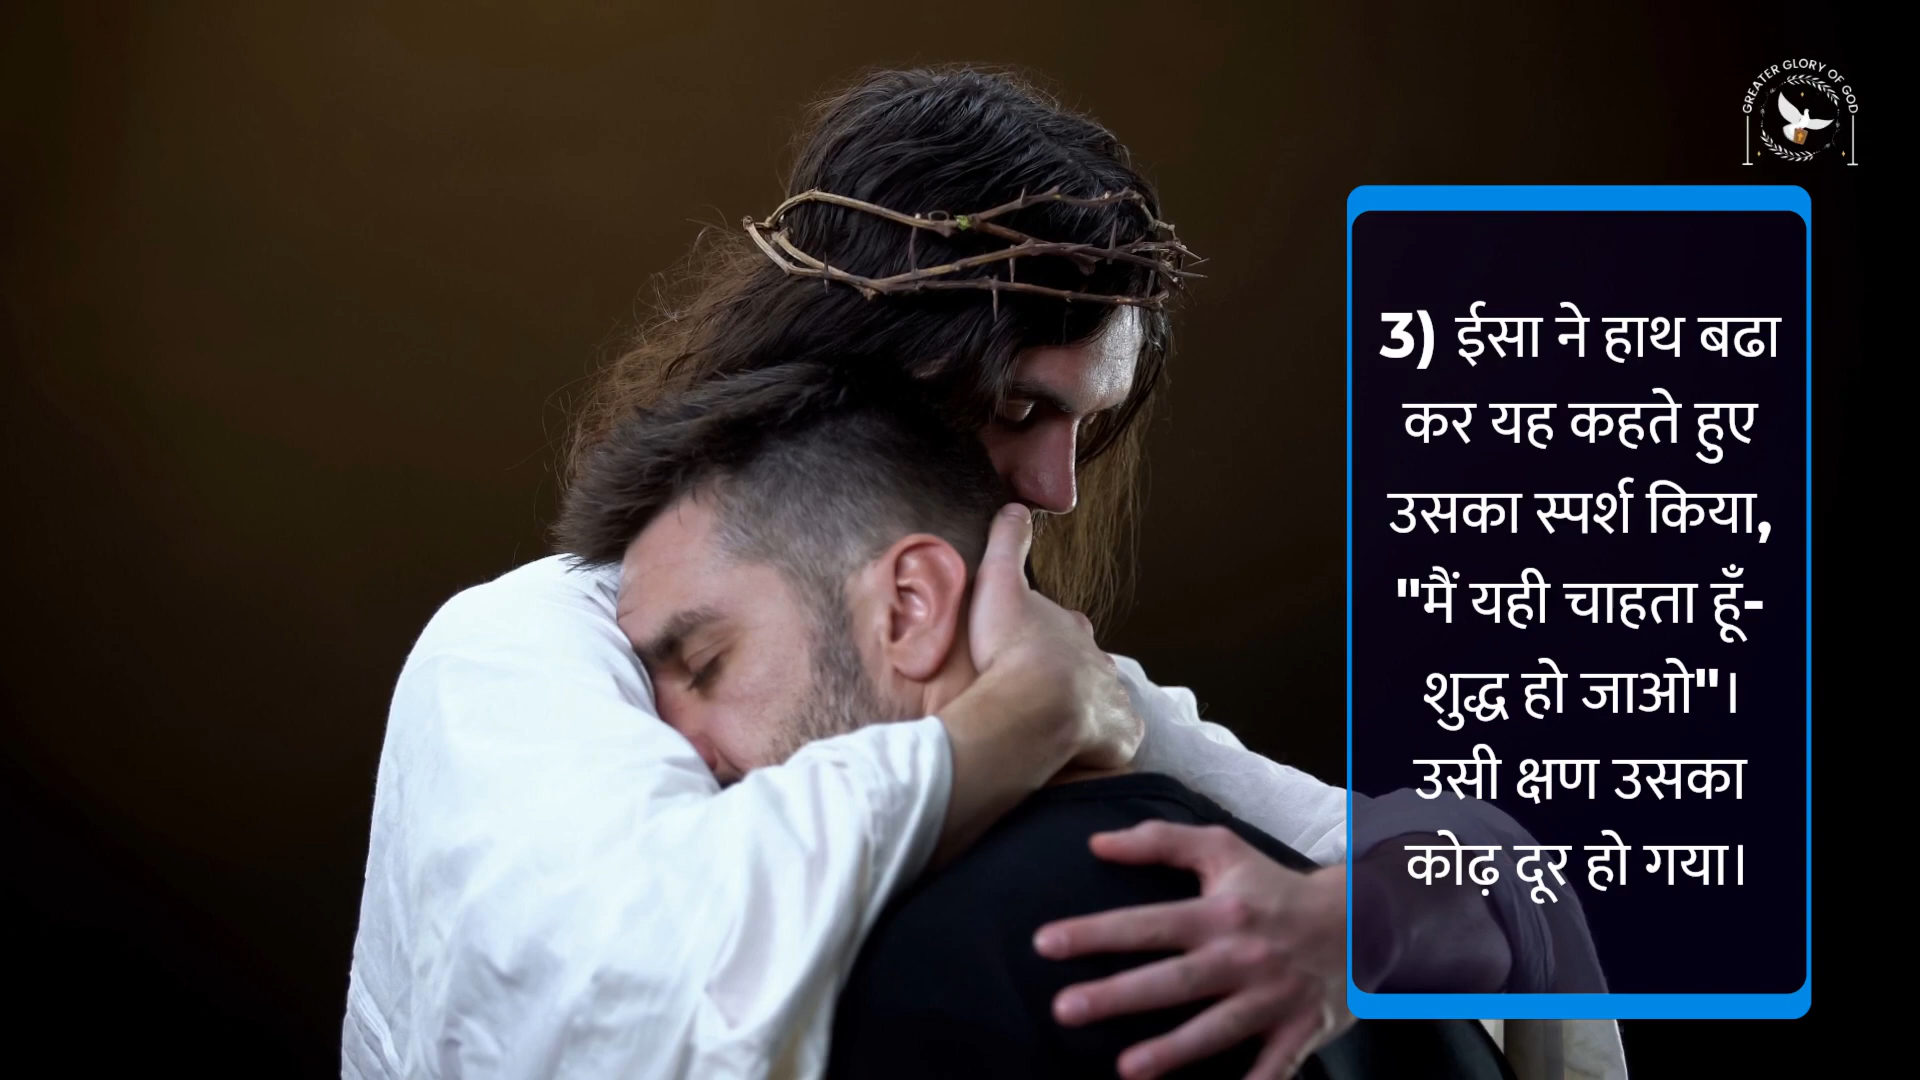 GREATER GLORY OF GOD
3) ईसा ने हाथ बढा
कर यह कहते हुए
उसका स्पर्श किया,
"मैं यही चाहता हूँ-
शुद्ध हो जाओ"।
उसी क्षण उसका
कोढ़ दूर हो गया।